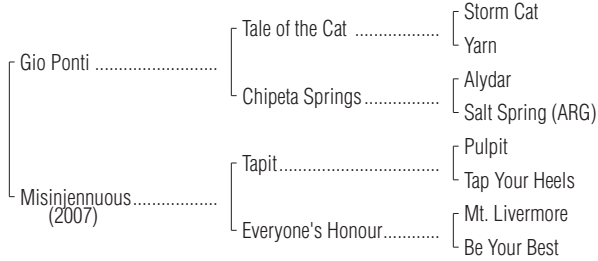 Storm Cat
Tale of the Cat ..................
Yarn
Gio Ponti ..........................
Alydar
Chipeta Springs................
Salt Spring (ARG)
Pulpit
Tapit..................................
Tap Your Heels
Misinjennuous..................
(2007)
Mt. Livermore
Everyone's Honour............
Be Your Best